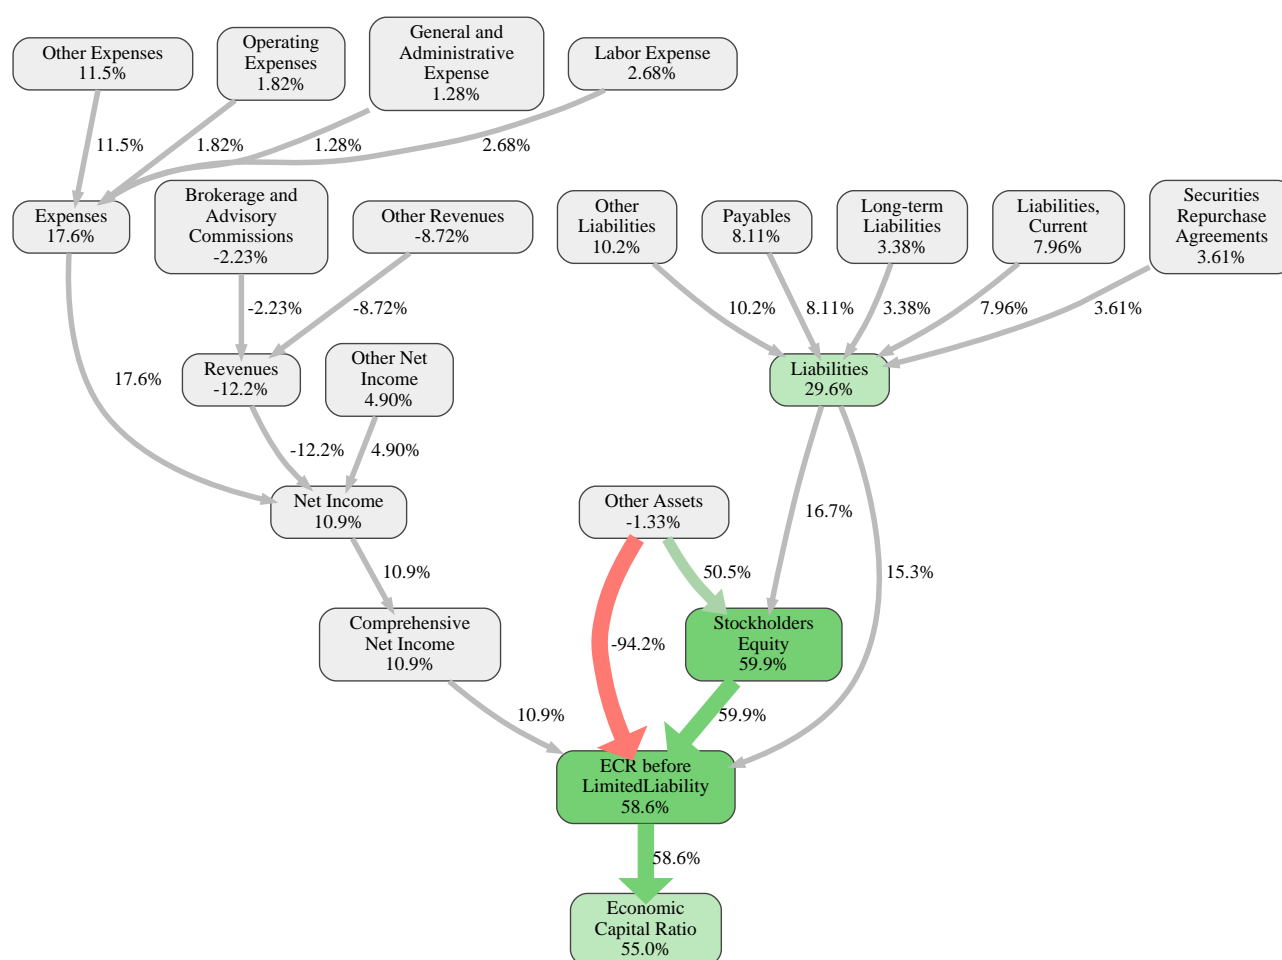 Other Expenses
11.5%
Operating
Expenses
1.82%
General and
Administrative
Expense
1.28%
Labor Expense
2.68%
11.5%
1.82%
1.28%
2.68%
Expenses
17.6%
Brokerage and
Advisory
Commissions
-2.23%
Other Revenues
-8.72%
Other
Liabilities
10.2%
Payables
8.11%
Long-term
Liabilities
3.38%
Liabilities,
Current
7.96%
Securities
Repurchase
Agreements
3.61%
-2.23%
-8.72%
10.2%
8.11%
3.38%
7.96%
3.61%
17.6%
Revenues
-12.2%
Other Net
Income
4.90%
Liabilities
29.6%
-12.2%
4.90%
Net Income
10.9%
Other Assets
-1.33%
16.7%
15.3%
10.9%
50.5%
Comprehensive
Net Income
10.9%
-94.2%
Stockholders
Equity
59.9%
10.9%
59.9%
ECR before
LimitedLiability
58.6%
58.6%
Economic
Capital Ratio
55.0%